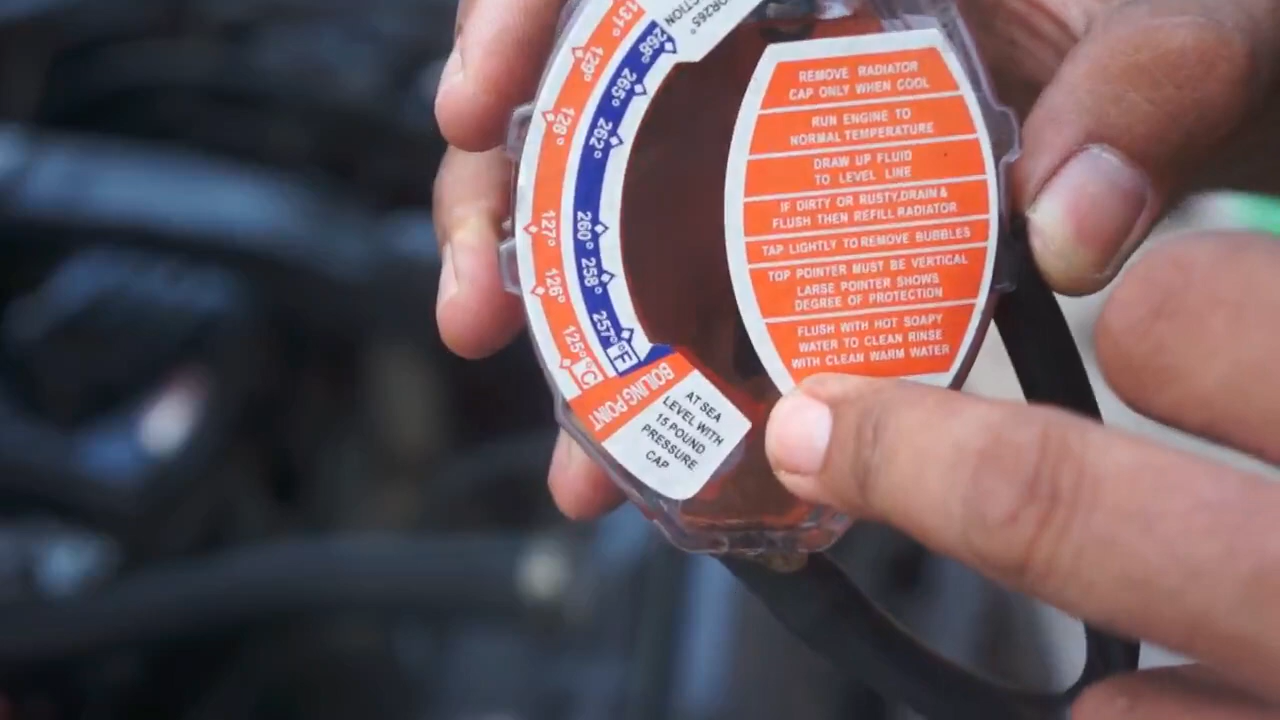 REMOVE RADIATOR
CAP ONLY WHEN COOL
RUN ENGINE TO
NORMAL TEMPERATURE
DRAW UP FLUID
TO LEVEL LINE
IF DIRTY OR RUSTY,DRAIN &
FLUSH THEN REFILL RADIATOR
TAP LIGHTLY TO REMOVE BUBBLES
TOP POINTER MUST BE VERTICAL
LARSE POINTER SHOWS
DEGREE OF PROTECTION
FLUSH WITH HOT SOAPY
WATER TO CLEAN RINSE
WITH CLEAN WARM WATER
131°
129°
128°
127°
126°
125°
°C
268°
265°
262°
260°
258°
257°
°F
BOILING POINT
AT SEA
LEVEL WITH
15 POUND
PRESSURE
CAP